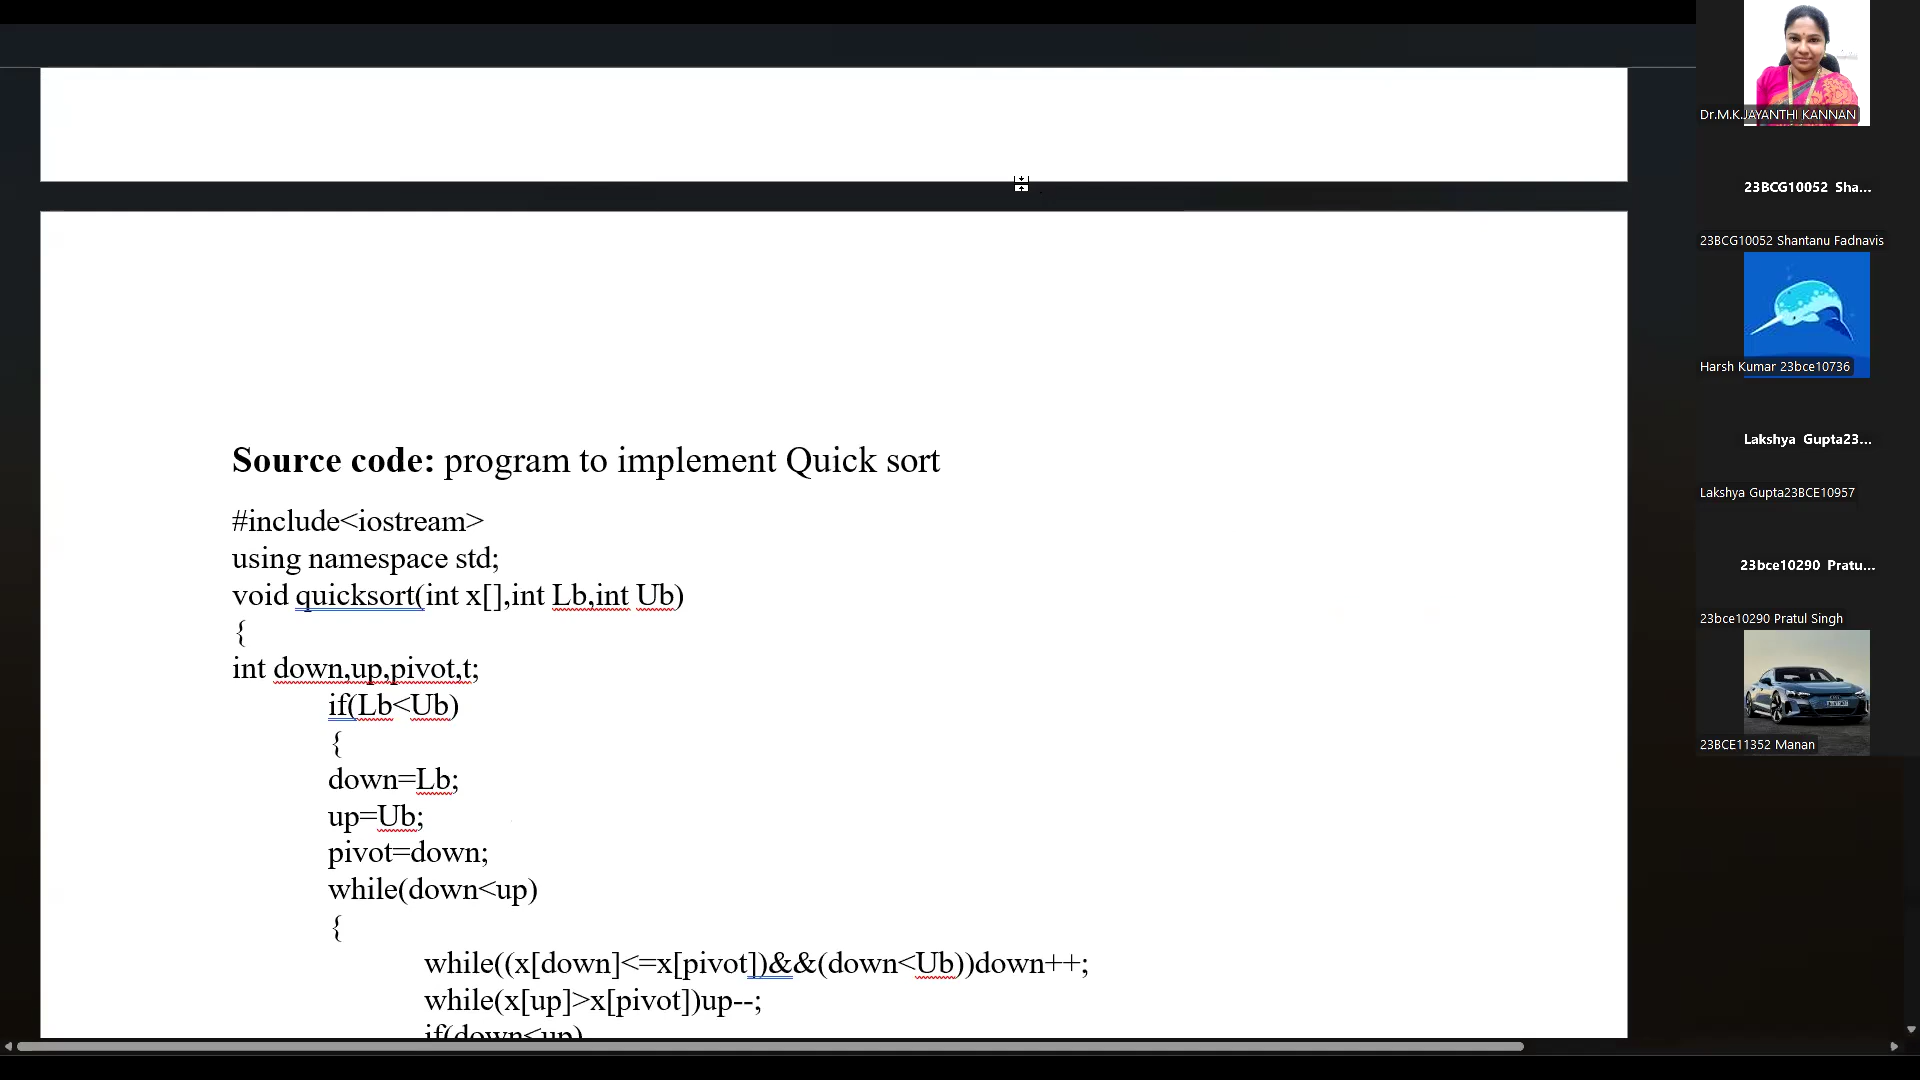 Source code: program to implement Quick sort
#include<iostream>
using namespace std;
void quicksort(int x[],int Lb,int Ub)
{
int down,up,pivot,t;
if(Lb<Ub)
{
down=Lb;
up=Ub;
pivot=down;
while(down<up)
{
while((x[down]<=x[pivot])&&(down<Ub))down++;
while(x[up]>x[pivot])up--;
if(down<up)
Dr.M.K.JAYANTHI KANNAN
23BCG10052 Sha...
23BCG10052 Shantanu Fadnavis
Harsh Kumar 23bce10736
Lakshya Gupta23...
Lakshya Gupta23BCE10957
23bce10290 Pratu...
23bce10290 Pratul Singh
23BCE11352 Manan